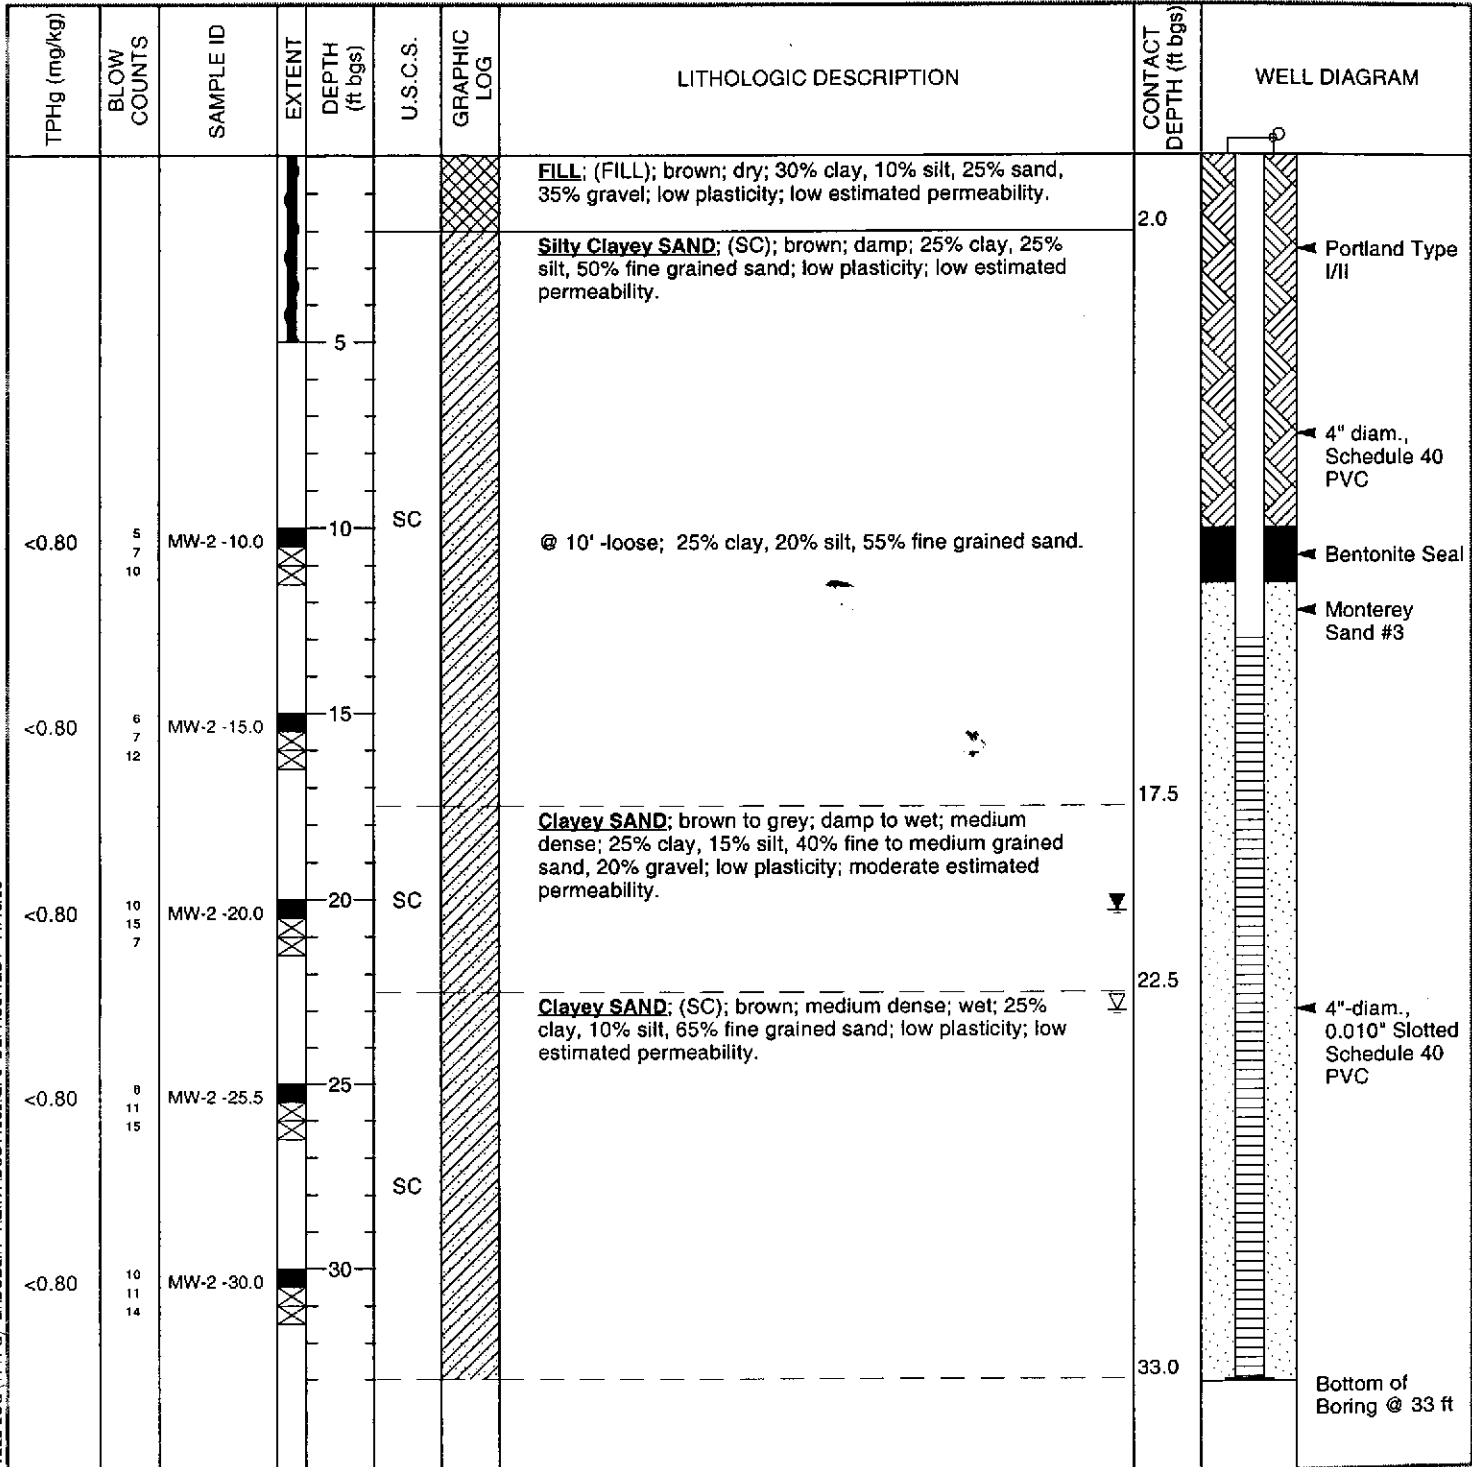 TPHg (mg/kg)
BLOW
COUNTS
SAMPLE ID
EXTENT
DEPTH
(ft bgs)
U.S.C.S.
GRAPHIC
LOG
LITHOLOGIC DESCRIPTION
CONTACT
DEPTH (ft bgs)
WELL DIAGRAM
FILL; (FILL); brown; dry; 30% clay, 10% silt, 25% sand,
35% gravel; low plasticity; low estimated permeability.
2.0
Silty Clayey SAND; (SC); brown; damp; 25% clay, 25%
silt, 50% fine grained sand; low plasticity; low estimated
permeability.
Portland Type
I/II
5
4" diam.,
Schedule 40
PVC
SC
10
<0.80
5
7
10
MW-2 -10.0
@ 10' -loose; 25% clay, 20% silt, 55% fine grained sand.
Bentonite Seal
Monterey
Sand #3
15
<0.80
6
7
12
MW-2 -15.0
17.5
Clayey SAND; brown to grey; damp to wet; medium
dense; 25% clay, 15% silt, 40% fine to medium grained
sand, 20% gravel; low plasticity; moderate estimated
permeability.
20
SC
<0.80
10
15
7
MW-2 -20.0
22.5
Clayey SAND; (SC); brown; medium dense; wet; 25%
clay, 10% silt, 65% fine grained sand; low plasticity; low
estimated permeability.
4"-diam.,
0.010" Slotted
Schedule 40
PVC
25
<0.80
8
11
15
MW-2 -25.5
SC
30
<0.80
10
11
14
MW-2 -30.0
33.0
Bottom of
Boring @ 33 ft